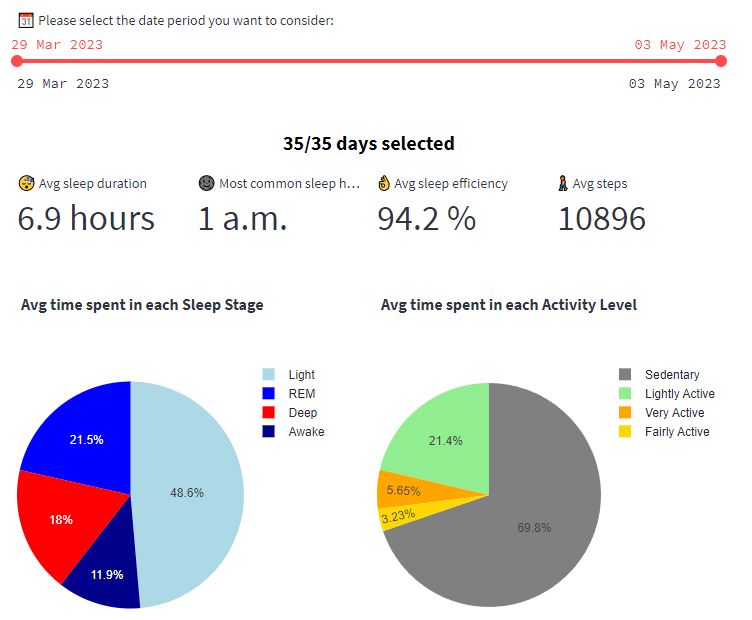 Please select the date period you want to consider:
29 Mar 2023 03 May 2023
29 Mar 2023 03 May 2023
35/35 days selected
Avg sleep duration Most common sleep h... Avg sleep efficiency Avg steps
6.9 hours 1 a.m. 94.2 % 10896
Avg time spent in each Sleep Stage Avg time spent in each Activity Level
Light
REM
Deep
Awake
21.5%
48.6%
18%
11.9%
Sedentary
Lightly Active
Very Active
Fairly Active
21.4%
5.65%
3.23%
69.8%